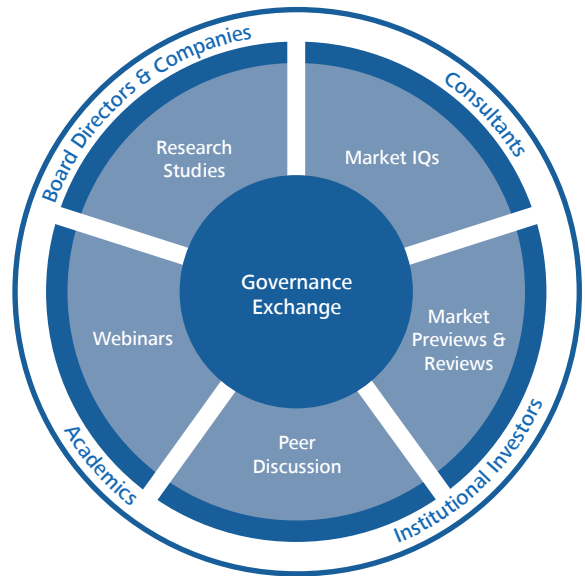 Board Directors & Companies
Consultants
Research
Studies
Market IQs
Governance
Exchange
Webinars
Market
Previews &
Reviews
Peer
Discussion
Academics
Institutional Investors